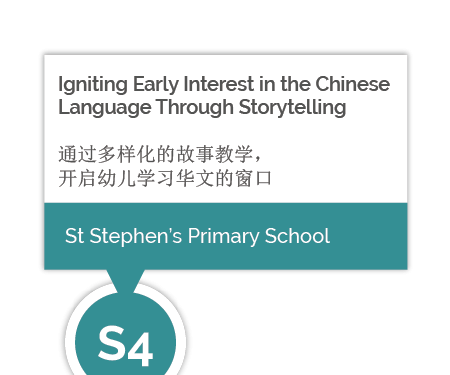 Igniting Early Interest in the Chinese
Language Through Storytelling
通过多样化的故事教学，
开启幼儿学习华文的窗口
St Stephen’s Primary School
S4